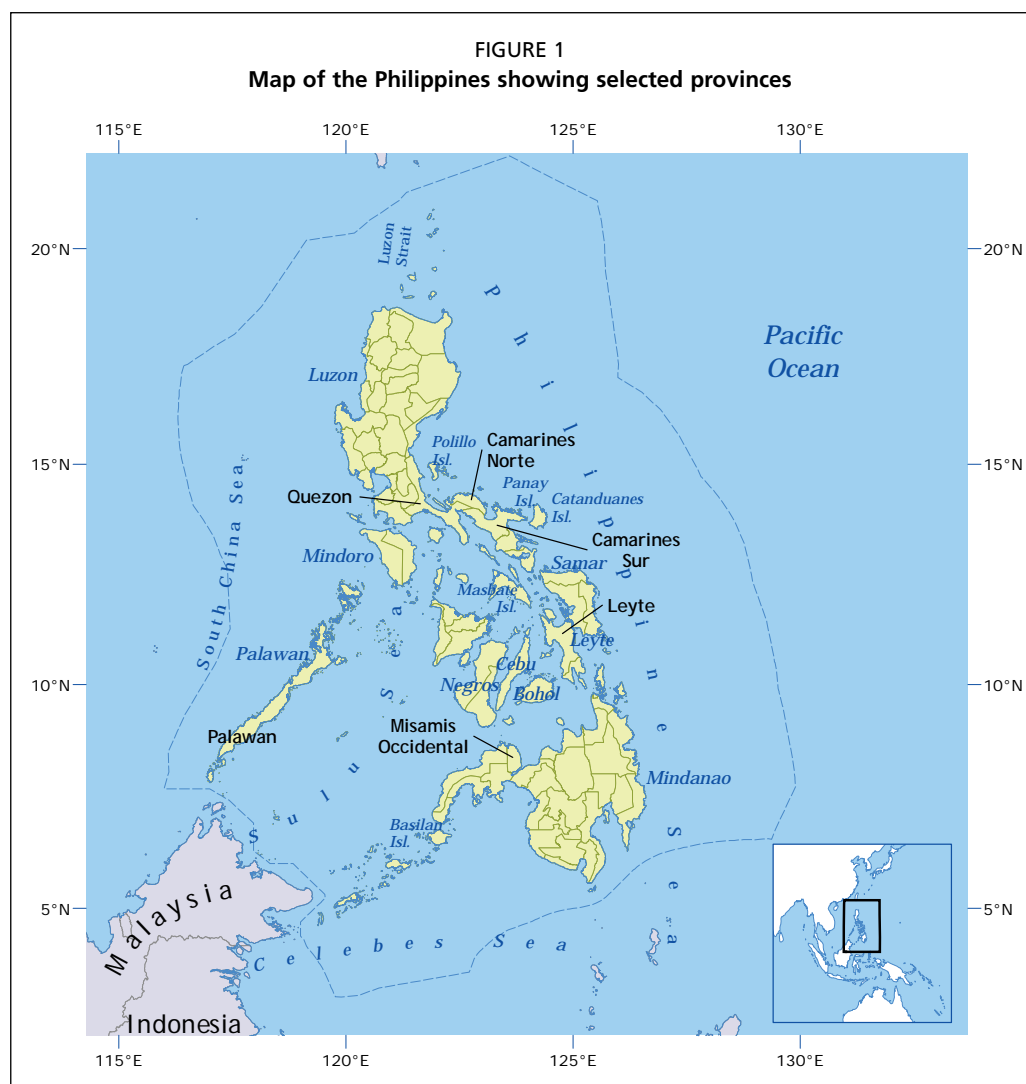 FIGURE 1
Map of the Philippines showing selected provinces
115°E 120°E 125°E 130°E
20°N
20°N
Luzon
Strait
Philippine Sea
Pacific
Ocean
Luzon
Polillo
Isl.
Camarines
Norte
15°N
15°N
Panay
Isl.
Catanduanes
Isl.
Quezon
South China Sea
Camarines
Sur
Mindoro
Samar
Masbate
Isl.
Leyte
Leyte
Palawan
Cebu
Negros
Bohol
10°N
10°N
Sulu Sea
Palawan
Misamis
Occidental
Mindanao
Basilan
Isl.
Malaysia
5°N
5°N
Celebes Sea
Indonesia
115°E 120°E 125°E 130°E